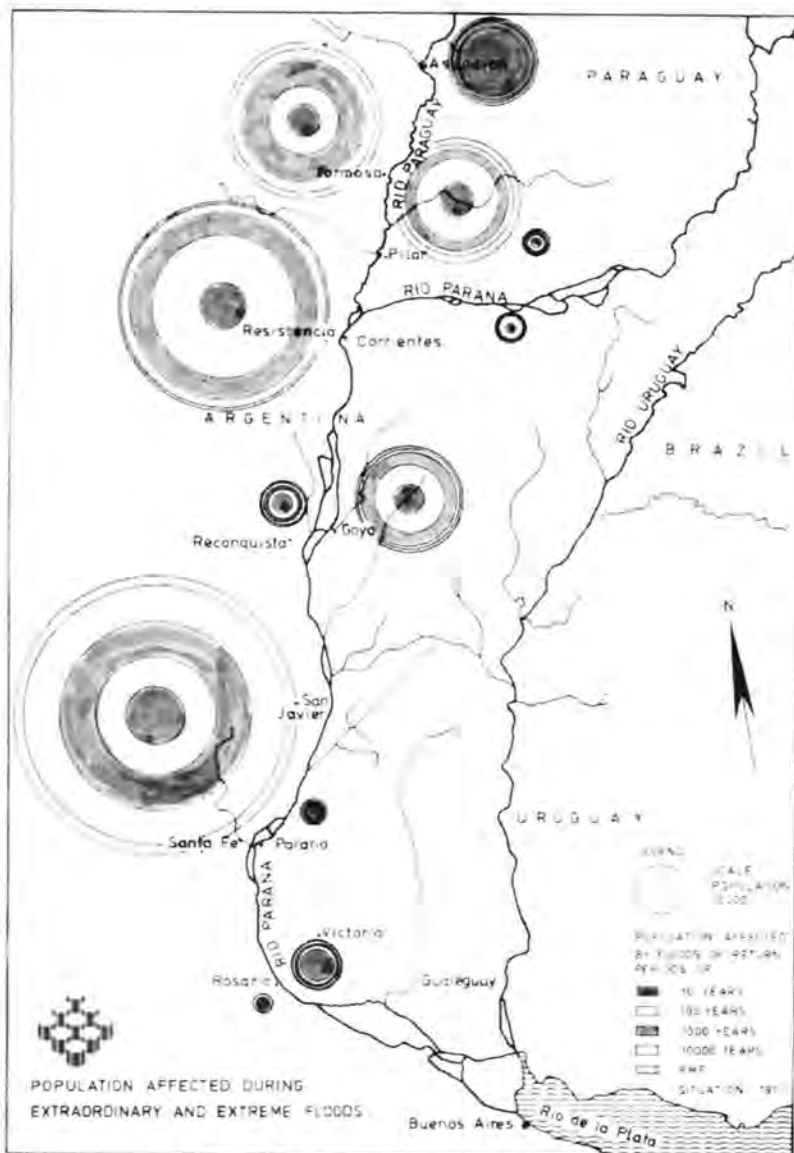 Asuncion
PARAGUAY
RIO PARAGUAY
Formosa
Pilar
RIO PARANA
Resistencia
Corrientes
RIO URUGUAY
ARGENTINA
BRAZIL
Reconquista
Goya
N
San
Javier
URUGUAY
Santa Fe
Parana
RIO PARANA
SCALE
POPULATION
Victoria
POPULATION AFFECTED
BY FLOODS OF RETURN
PERIODS OF
Rosario
Gualeguay
10 YEARS
100 YEARS
1000 YEARS
10000 YEARS
PMF
SITUATION
POPULATION AFFECTED DURING
EXTRAORDINARY AND EXTREME FLOODS
Buenos Aires
Rio de la Plata